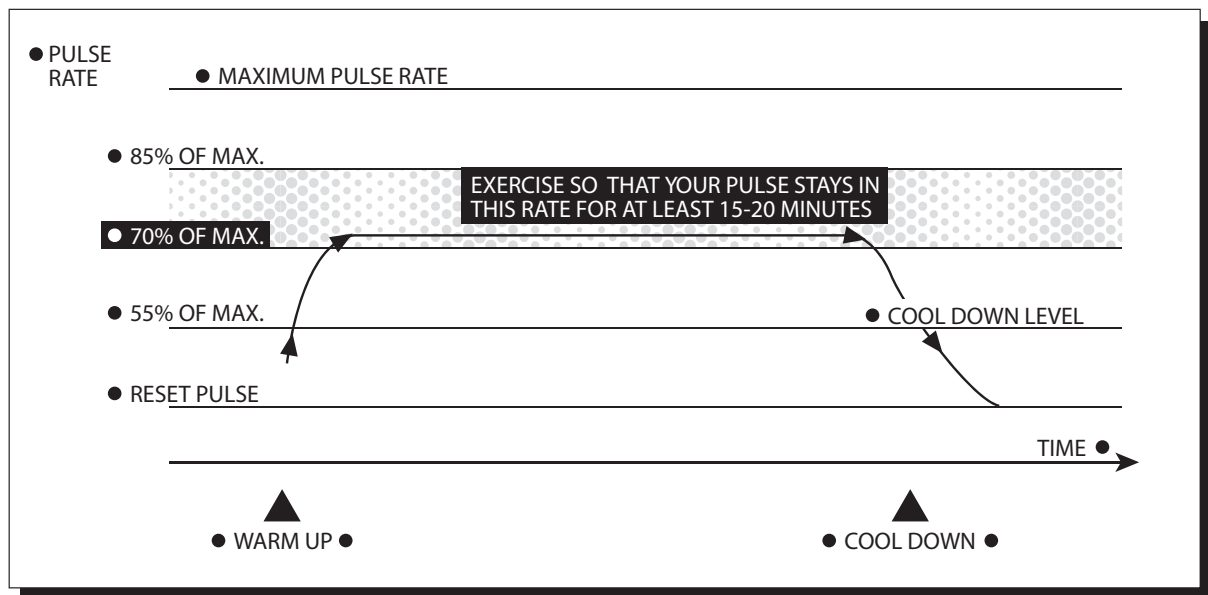 ● PULSE
RATE
● MAXIMUM PULSE RATE
● 85% OF MAX.
EXERCISE SO THAT YOUR PULSE STAYS IN
THIS RATE FOR AT LEAST 15-20 MINUTES
● 70% OF MAX.
● 55% OF MAX.
● COOL DOWN LEVEL
● RESET PULSE
TIME ●
● WARM UP ●
● COOL DOWN ●